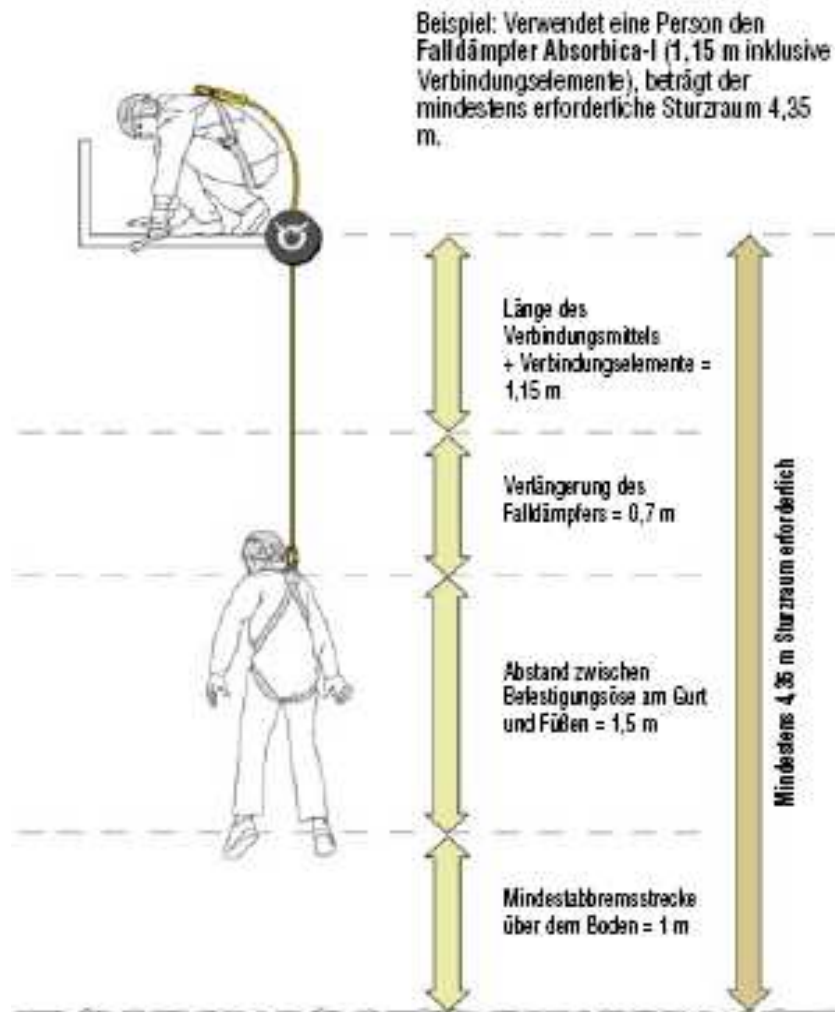 Beispiel: Verwendet eine Person den
Falldämpfer Absorbica-I (1,15 m inklusive
Verbindungselemente), beträgt der
mindestens erforderliche Sturzraum 4,35
m.
Länge des
Verbindungsmittels
+ Verbindungselemente =
1,15 m
Verlängerung des
Falldämpfers = 0,7 m
Abstand zwischen
Befestigungsöse am Gurt
und Füßen = 1,5 m
Mindestabbremsstrecke
über dem Boden = 1 m
Mindestens 4,35 m Sturzraum erforderlich